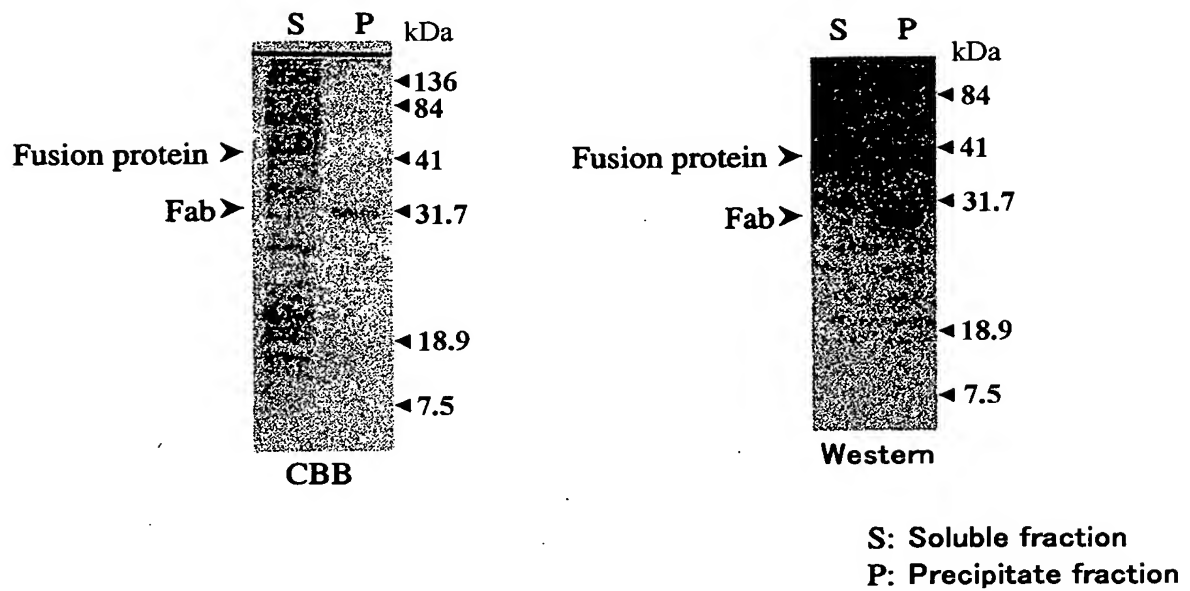 S P kDa
136
84
Fusion protein
41
Fab
31.7
18.9
7.5
CBB
S P
kDa
84
Fusion protein
41
31.7
Fab
18.9
7.5
Western
S: Soluble fraction
P: Precipitate fraction